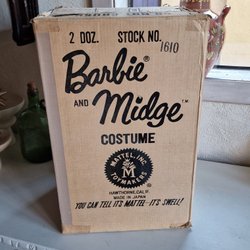 2 DOZ. STOCK NO.
1610
Barbie®
AND Midge™
COSTUME
MATTEL, INC.
M
TOYMAKERS
HAWTHORNE, CALIF.
MADE IN JAPAN
YOU CAN TELL IT'S MATTEL--IT'S SWELL!